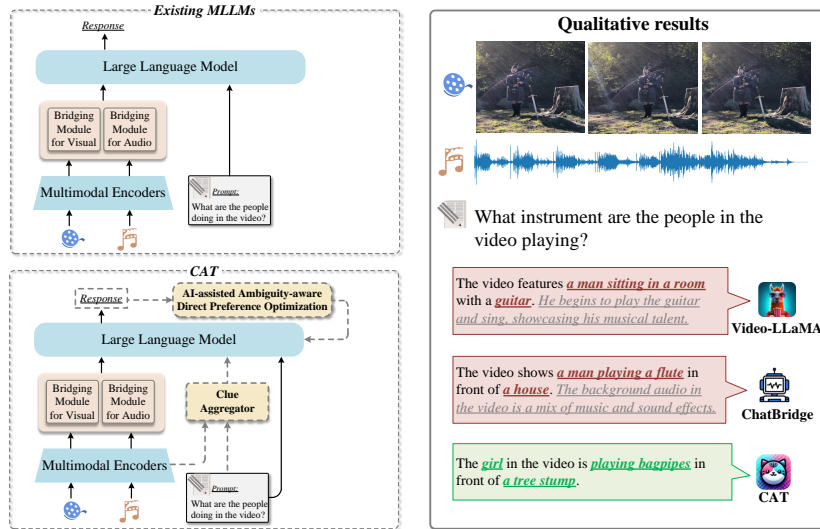 Existing MLLMs
Response
Large Language Model
Bridging
Module
for Visual
Bridging
Module
for Audio
Multimodal Encoders
Prompt:
What are the people
doing in the video?
CAT
Response
AI-assisted Ambiguity-aware
Direct Preference Optimization
Large Language Model
Bridging
Module
for Visual
Bridging
Module
for Audio
Clue
Aggregator
Multimodal Encoders
Prompt:
What are the people
doing in the video?
Qualitative results
What instrument are the people in the
video playing?
The video features a man sitting in a room
with a guitar. He begins to play the guitar
and sing, showcasing his musical talent.
Video-LLaMA
The video shows a man playing a flute in
front of a house. The background audio in
the video is a mix of music and sound effects.
ChatBridge
The girl in the video is playing bagpipes in
front of a tree stump.
CAT